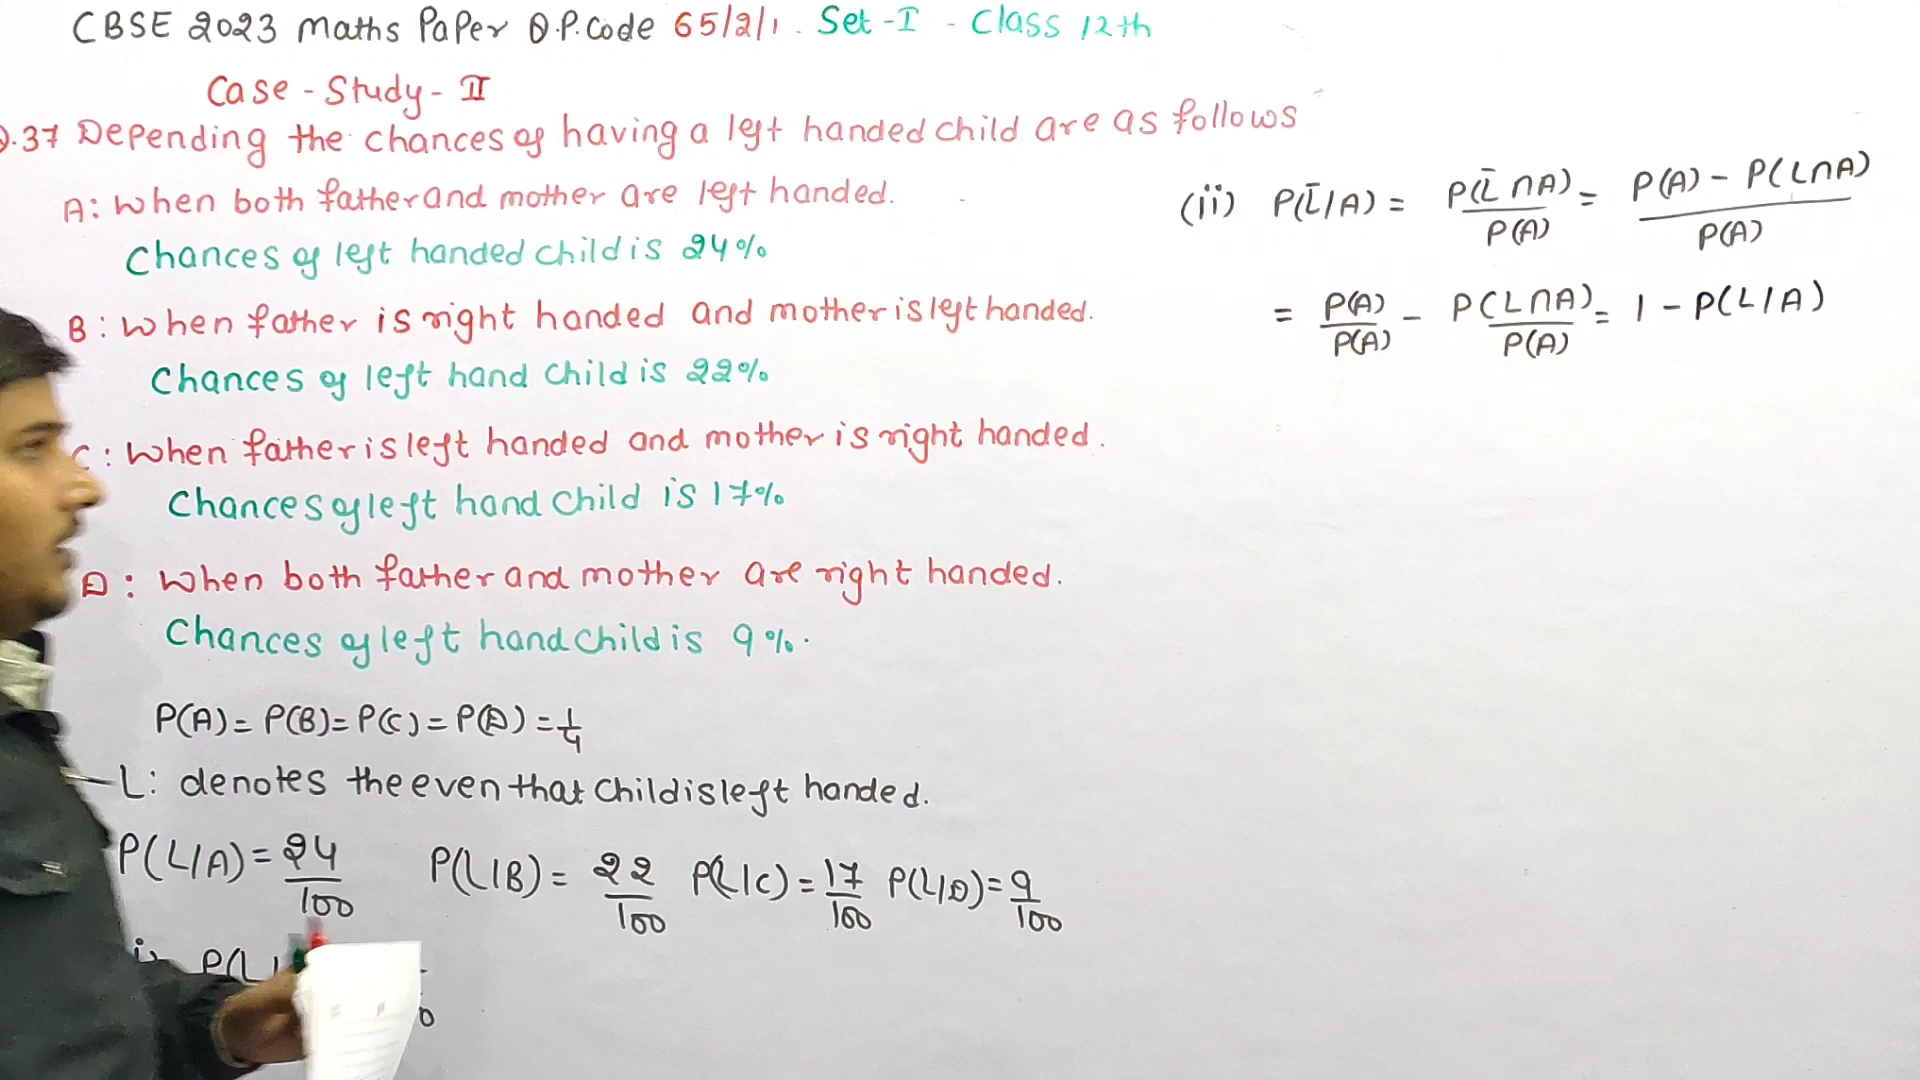 CBSE 2023 Maths Paper Q.P. Code 65/2/1. Set-I - Class 12th
Case-Study-II
Q.37 Depending the chances of having a left handed child are as follows
A: When both father and mother are left handed.
Chances of left handed child is 24%
B: When father is right handed and mother is left handed.
Chances of left hand child is 22%
C: When father is left handed and mother is right handed.
Chances of left hand child is 17%
D: When both father and mother are right handed.
Chances of left hand child is 9%.
P(A) = P(B) = P(C) = P(D) = 1/4
L: denotes the even that child is left handed.
P(L/A) = 24/100 P(L/B) = 22/100 P(L/C) = 17/100 P(L/D) = 9/100
P(L
(ii) P(L̄/A) = P(L̄∩A)/P(A) = P(A) - P(L∩A)/P(A)
= P(A)/P(A) - P(L∩A)/P(A) = 1 - P(L/A)